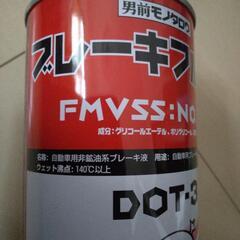 男前モノタロウ
ブレーキフ
FMVSS:NO
成分:グリコールエーテル、ポリグリコール
名称:自動車用非鉱油系ブレーキ液 用途:自動車用ブレ
ウェット沸点:140℃以上
DOT-3